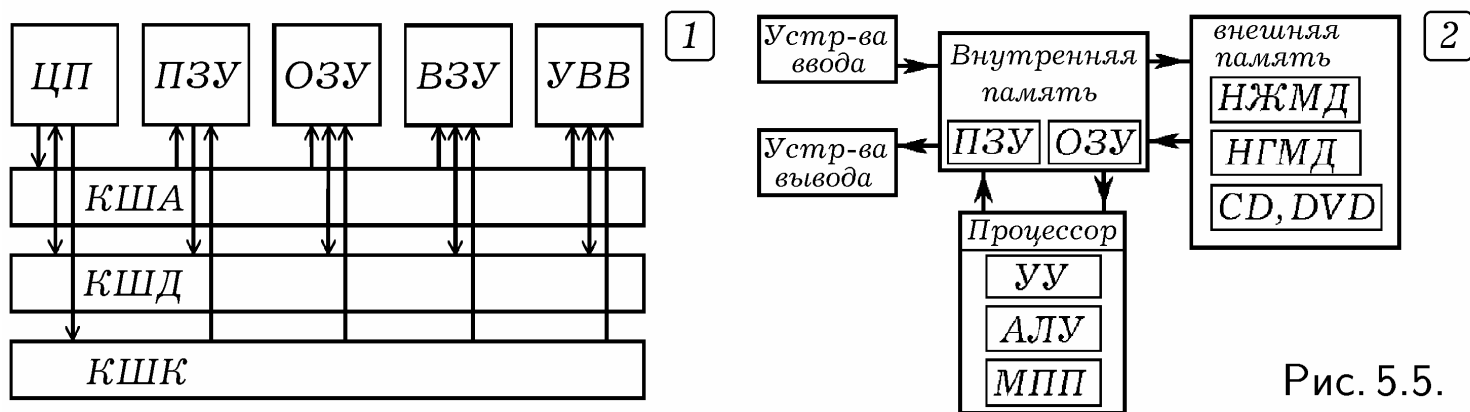 1
ЦП
ПЗУ
ОЗУ
ВЗУ
УВВ
КША
КШД
КШК
2
Устр-ва
ввода
Устр-ва
вывода
Внутренняя
память
ПЗУ
ОЗУ
внешняя
память
НЖМД
НГМД
CD, DVD
Процессор
УУ
АЛУ
МПП
Рис. 5.5.